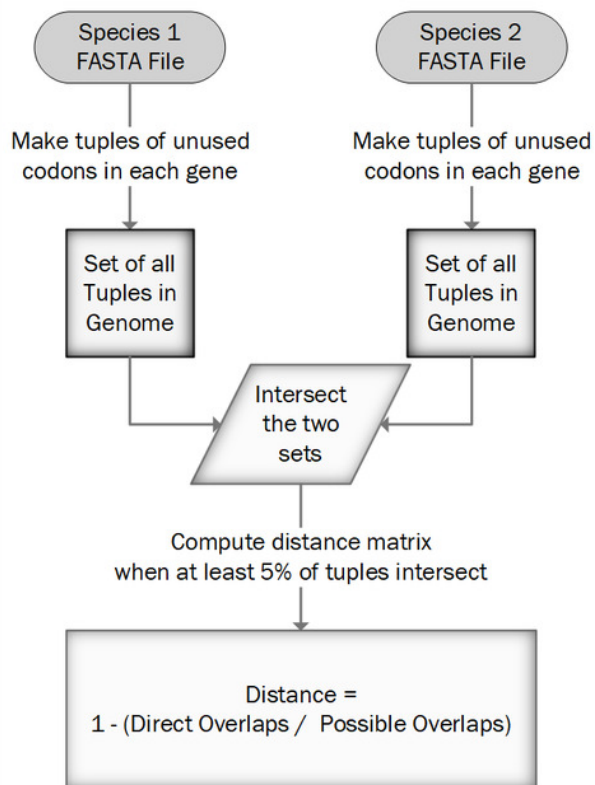 Species 1
FASTA File
Species 2
FASTA File
Make tuples of unused
codons in each gene
Make tuples of unused
codons in each gene
Set of all
Tuples in
Genome
Set of all
Tuples in
Genome
Intersect
the two
sets
Compute distance matrix
when at least 5% of tuples intersect
Distance =
1 - (Direct Overlaps / Possible Overlaps)